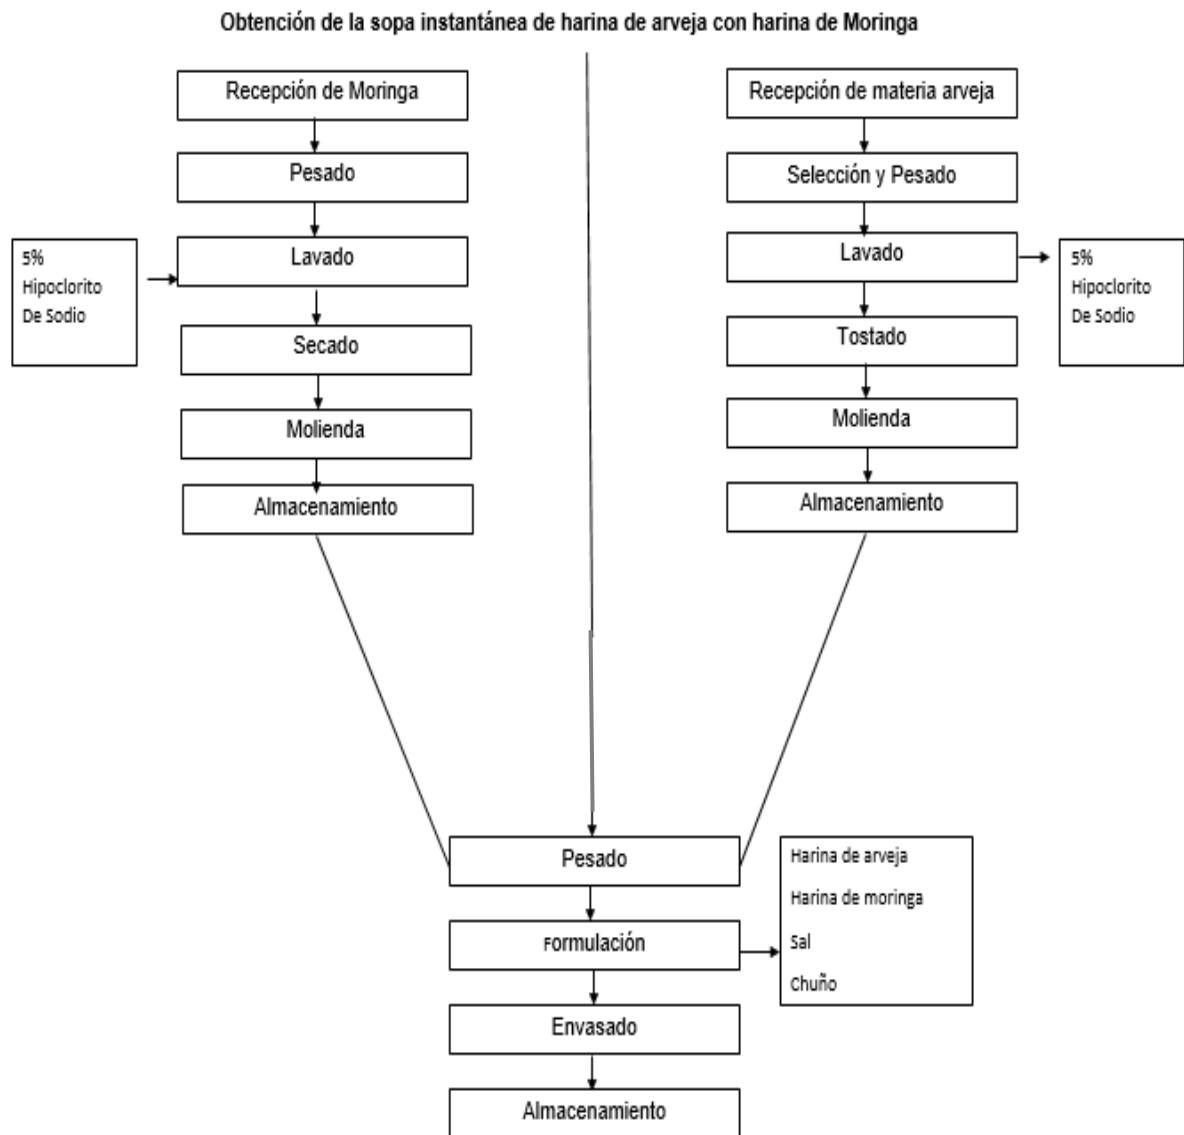 Obtención de la sopa instantánea de harina de arveja con harina de Moringa
Recepción de Moringa
Pesado
Lavado
5%
Hipoclorito
De Sodio
Secado
Molienda
Almacenamiento
Recepción de materia arveja
Selección y Pesado
Lavado
5%
Hipoclorito
De Sodio
Tostado
Molienda
Almacenamiento
Pesado
Formulación
Harina de arveja
Harina de moringa
Sal
Chuño
Envasado
Almacenamiento